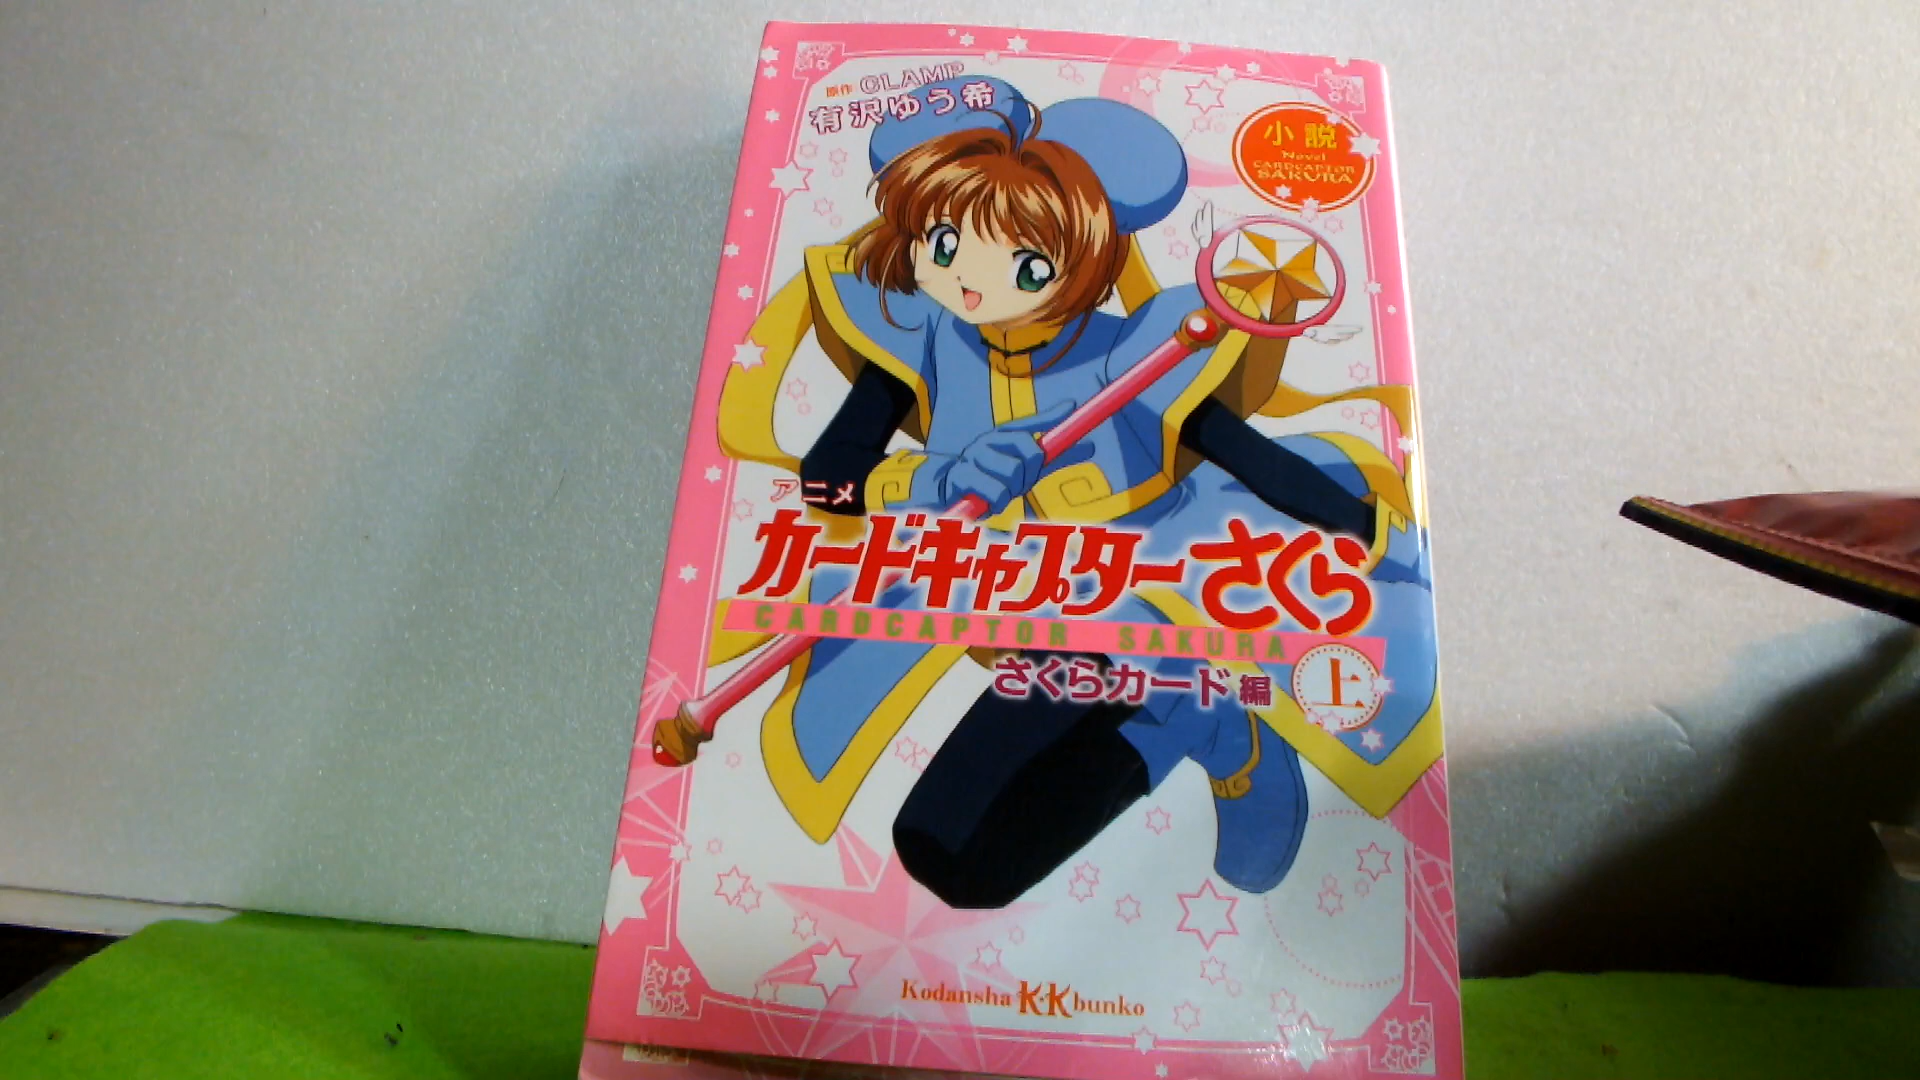 原作 CLAMP
有沢ゆう希
小説
Novel
CARDCAPTOR
SAKURA
アニメ
カードキャプターさくら
CARDCAPTOR SAKURA
さくらカード編
上
Kodansha KK bunko